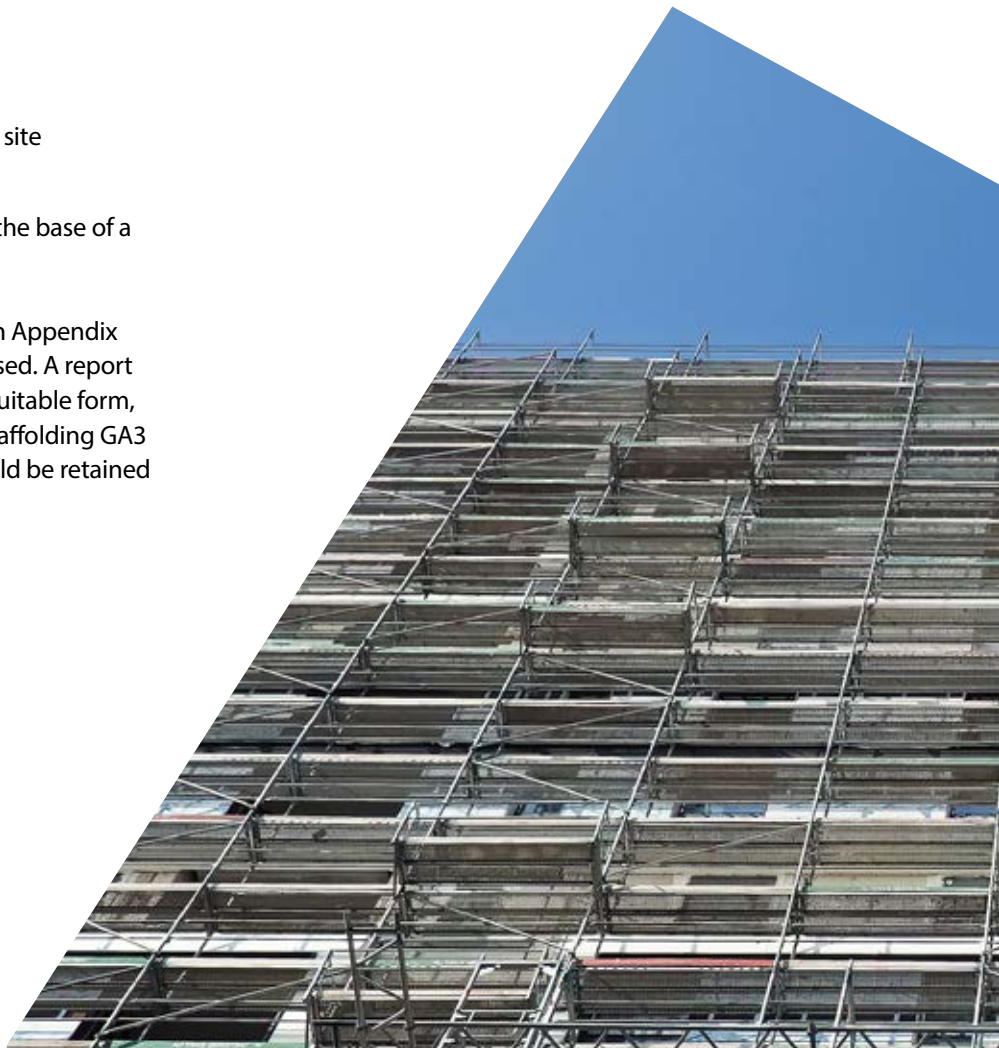 site
the base of a
n Appendix
sed. A report
uitable form,
affolding GA3
ld be retained